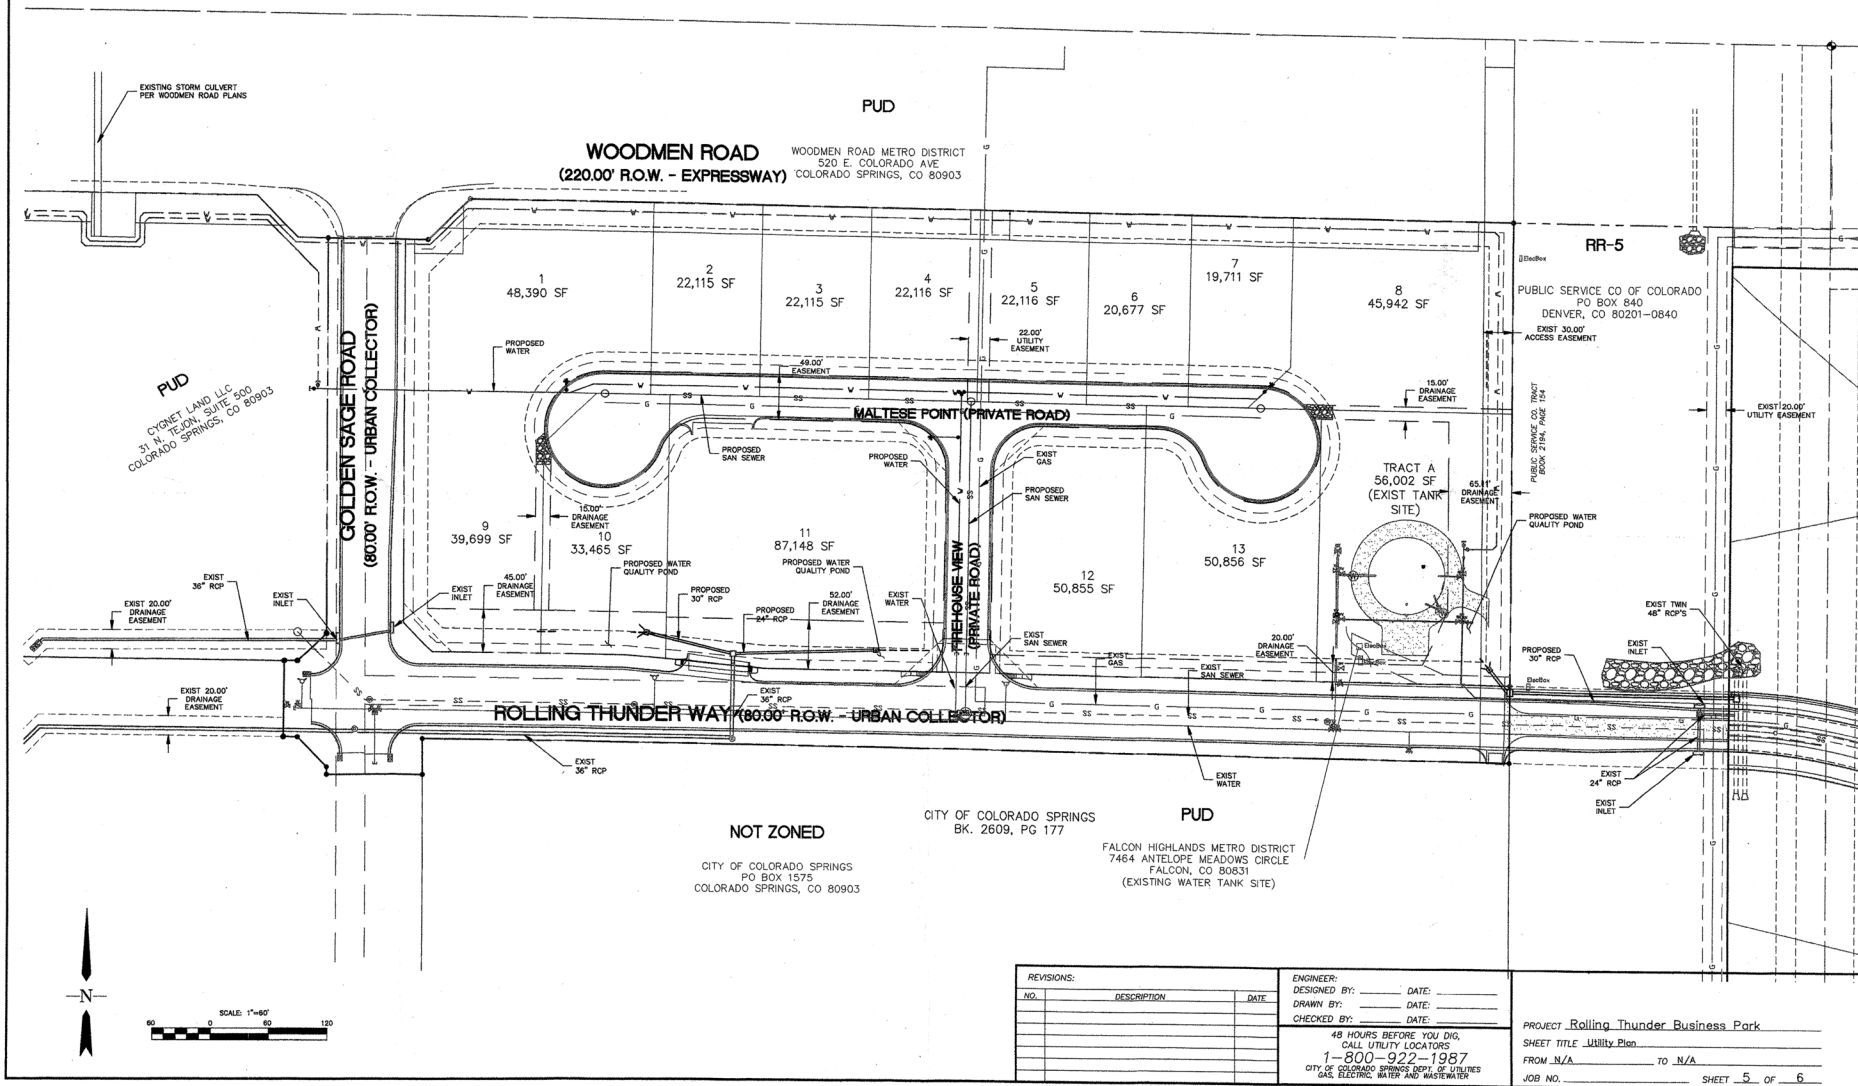 EXISTING STORM CULVERT
PER WOODMEN ROAD PLANS
PUD
WOODMEN ROAD
(220.00' R.O.W. - EXPRESSWAY)
WOODMEN ROAD METRO DISTRICT
520 E. COLORADO AVE
COLORADO SPRINGS, CO 80903
RR-5
ElecBox
PUBLIC SERVICE CO OF COLORADO
PO BOX 840
DENVER, CO 80201-0840
EXIST 30.00'
ACCESS EASEMENT
1
48,390 SF
2
22,115 SF
3
22,115 SF
4
22,116 SF
5
22,116 SF
6
20,677 SF
7
19,711 SF
8
45,942 SF
22.00'
UTILITY
EASEMENT
PROPOSED
WATER
49.00'
EASEMENT
PUD
CYGNET LAND LLC
31 N. TEJON, SUITE 500
COLORADO SPRINGS, CO 80903
GOLDEN SAGE ROAD
(80.00' R.O.W. - URBAN COLLECTOR)
MALTESE POINT (PRIVATE ROAD)
15.00'
DRAINAGE
EASEMENT
PUBLIC SERVICE CO. TRACT
BOOK 2194, PAGE 154
EXIST 20.00'
UTILITY EASEMENT
PROPOSED
SAN SEWER
PROPOSED
WATER
EXIST
GAS
PROPOSED
SAN SEWER
TRACT A
56,002 SF
(EXIST TANK
SITE)
65.81'
DRAINAGE
EASEMENT
PROPOSED WATER
QUALITY POND
15.00'
DRAINAGE
EASEMENT
9
39,699 SF
10
33,465 SF
11
87,148 SF
12
50,855 SF
13
50,856 SF
FIREHOUSE VIEW
(PRIVATE ROAD)
EXIST
36" RCP
EXIST
INLET
EXIST
INLET
45.00'
DRAINAGE
EASEMENT
PROPOSED WATER
QUALITY POND
PROPOSED
30" RCP
PROPOSED
24" RCP
PROPOSED WATER
QUALITY POND
52.00'
DRAINAGE
EASEMENT
EXIST
WATER
EXIST
SAN SEWER
EXIST
GAS
EXIST
SAN SEWER
20.00'
DRAINAGE
EASEMENT
ElecBox
ElecBox
EXIST 20.00'
DRAINAGE
EASEMENT
EXIST 20.00'
DRAINAGE
EASEMENT
EXIST TWIN
48" RCP'S
EXIST
INLET
PROPOSED
30" RCP
ElecBox
EXIST
36" RCP
ROLLING THUNDER WAY (80.00' R.O.W. - URBAN COLLECTOR)
EXIST
36" RCP
EXIST
WATER
EXIST
24" RCP
EXIST
INLET
NOT ZONED
CITY OF COLORADO SPRINGS
PO BOX 1575
COLORADO SPRINGS, CO 80903
CITY OF COLORADO SPRINGS
BK. 2609, PG 177
PUD
FALCON HIGHLANDS METRO DISTRICT
7464 ANTELOPE MEADOWS CIRCLE
FALCON, CO 80831
(EXISTING WATER TANK SITE)
N
SCALE: 1"=60'
60 0 60 120
REVISIONS:
NO. DESCRIPTION DATE
ENGINEER:
DESIGNED BY: DATE:
DRAWN BY: DATE:
CHECKED BY: DATE:
48 HOURS BEFORE YOU DIG,
CALL UTILITY LOCATORS
1-800-922-1987
CITY OF COLORADO SPRINGS DEPT. OF UTILITIES
GAS, ELECTRIC, WATER AND WASTEWATER
PROJECT Rolling Thunder Business Park
SHEET TITLE Utility Plan
FROM N/A TO N/A
JOB NO.
SHEET 5 OF 6